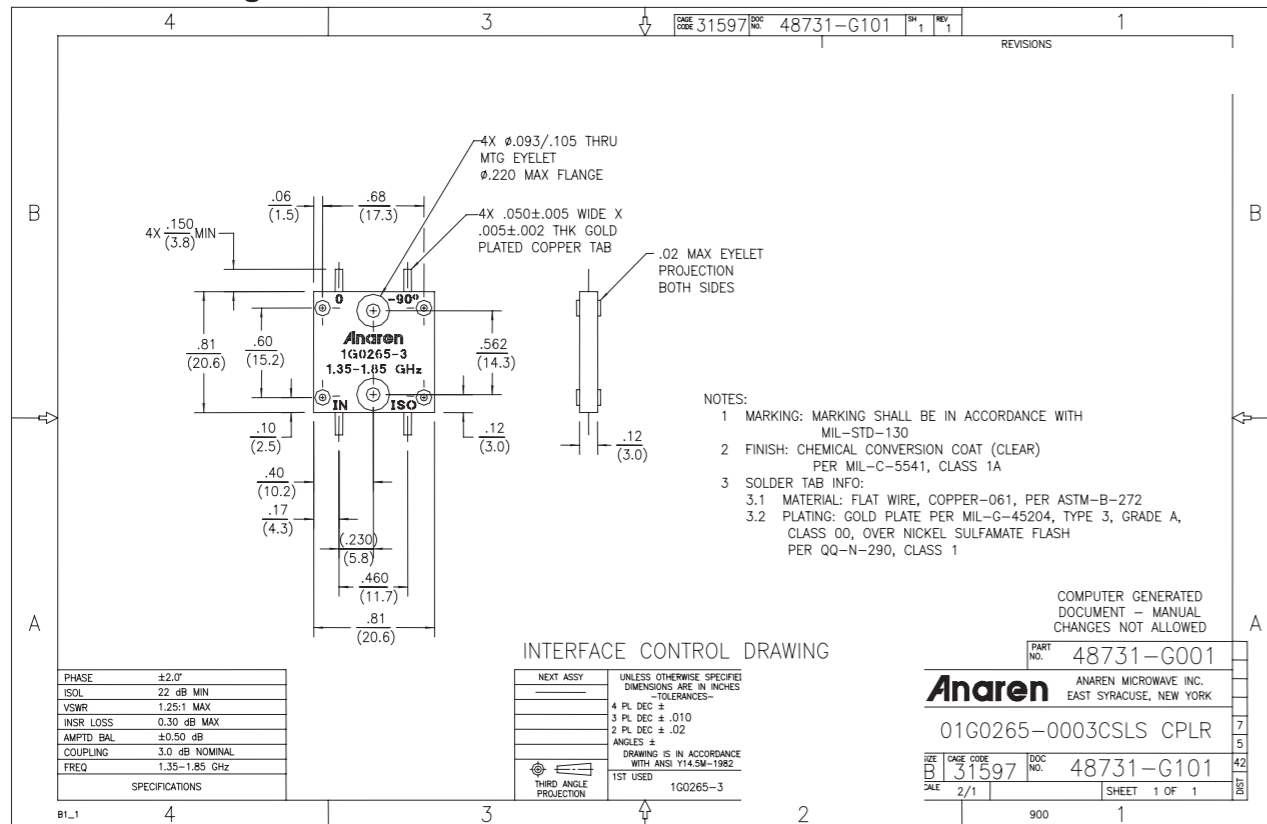 4
3
CAGE CODE 31597 DOC NO. 48731-G101 SH 1 REV 1
1
REVISIONS
B
B
4X ø.093/.105 THRU
MTG EYELET
ø.220 MAX FLANGE
.06
(1.5)
.68
(17.3)
4X .050±.005 WIDE X
.005±.002 THK GOLD
PLATED COPPER TAB
4X .150 MIN
(3.8)
.02 MAX EYELET
PROJECTION
BOTH SIDES
0 -90º
Anaren
1G0265-3
1.35-1.85 GHz
IN ISO
.81
(20.6)
.60
(15.2)
.562
(14.3)
.10
(2.5)
.12
(3.0)
.12
(3.0)
.40
(10.2)
.17
(4.3)
(.230)
(5.8)
.460
(11.7)
.81
(20.6)
NOTES:
1 MARKING: MARKING SHALL BE IN ACCORDANCE WITH
MIL-STD-130
2 FINISH: CHEMICAL CONVERSION COAT (CLEAR)
PER MIL-C-5541, CLASS 1A
3 SOLDER TAB INFO:
3.1 MATERIAL: FLAT WIRE, COPPER-061, PER ASTM-B-272
3.2 PLATING: GOLD PLATE PER MIL-G-45204, TYPE 3, GRADE A,
CLASS 00, OVER NICKEL SULFAMATE FLASH
PER QQ-N-290, CLASS 1
COMPUTER GENERATED
DOCUMENT - MANUAL
CHANGES NOT ALLOWED
A
A
INTERFACE CONTROL DRAWING
PHASE ±2.0°
ISOL 22 dB MIN
VSWR 1.25:1 MAX
INSR LOSS 0.30 dB MAX
AMPTD BAL ±0.50 dB
COUPLING 3.0 dB NOMINAL
FREQ 1.35-1.85 GHz
SPECIFICATIONS
NEXT ASSY
UNLESS OTHERWISE SPECIFIED
DIMENSIONS ARE IN INCHES
-TOLERANCES-
4 PL DEC ±
3 PL DEC ± .010
2 PL DEC ± .02
ANGLES ±
DRAWING IS IN ACCORDANCE
WITH ANSI Y14.5M-1982
THIRD ANGLE
PROJECTION
1ST USED
1G0265-3
PART NO. 48731-G001
Anaren
ANAREN MICROWAVE INC.
EAST SYRACUSE, NEW YORK
01G0265-0003CSLS CPLR
SIZE B CAGE CODE 31597 DOC NO. 48731-G101
SCALE 2/1 SHEET 1 OF 1
7
5
42
DIST
B1_1
4
3
2
900
1